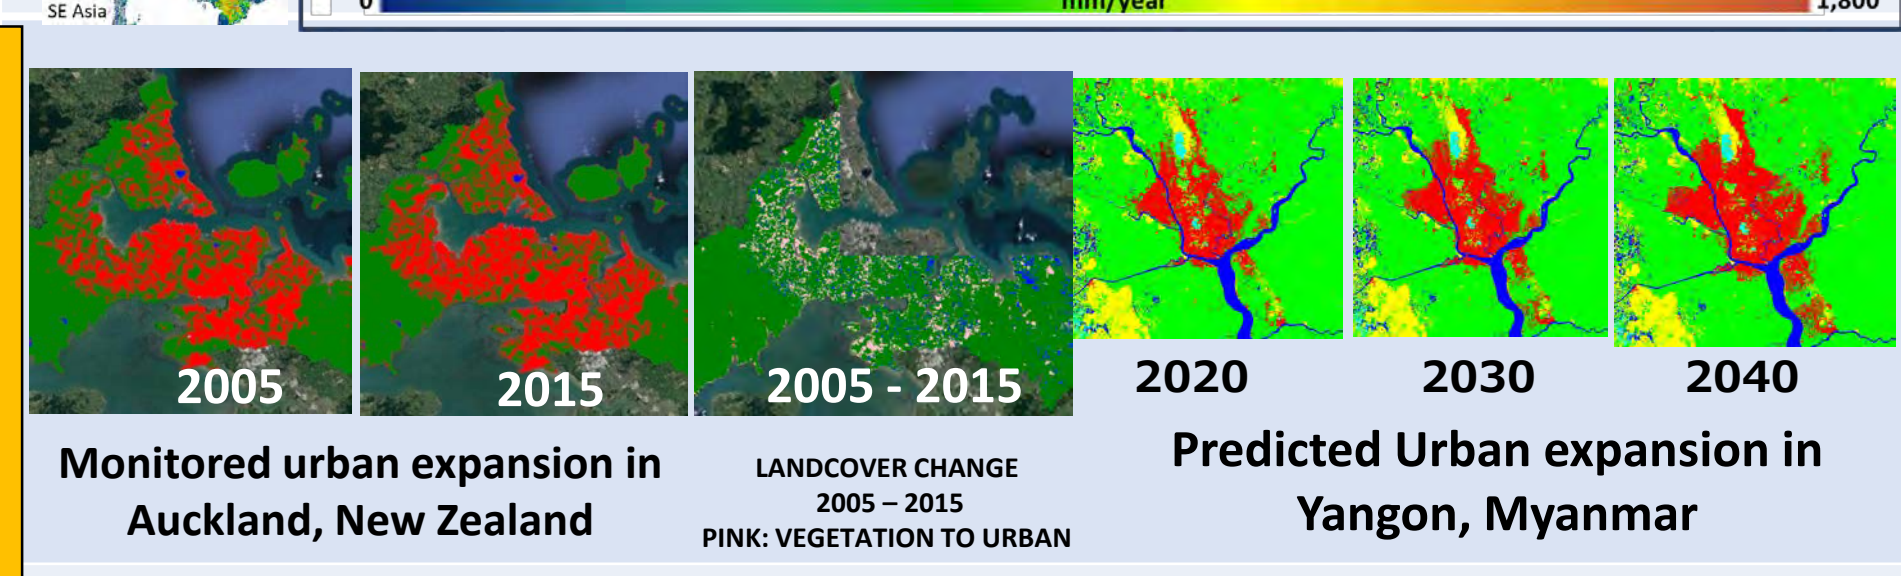 SE Asia
0
mm/year
1,800
2005
2015
2005 - 2015
2020
2030
2040
Monitored urban expansion in
Auckland, New Zealand
LANDCOVER CHANGE
2005 – 2015
PINK: VEGETATION TO URBAN
Predicted Urban expansion in
Yangon, Myanmar